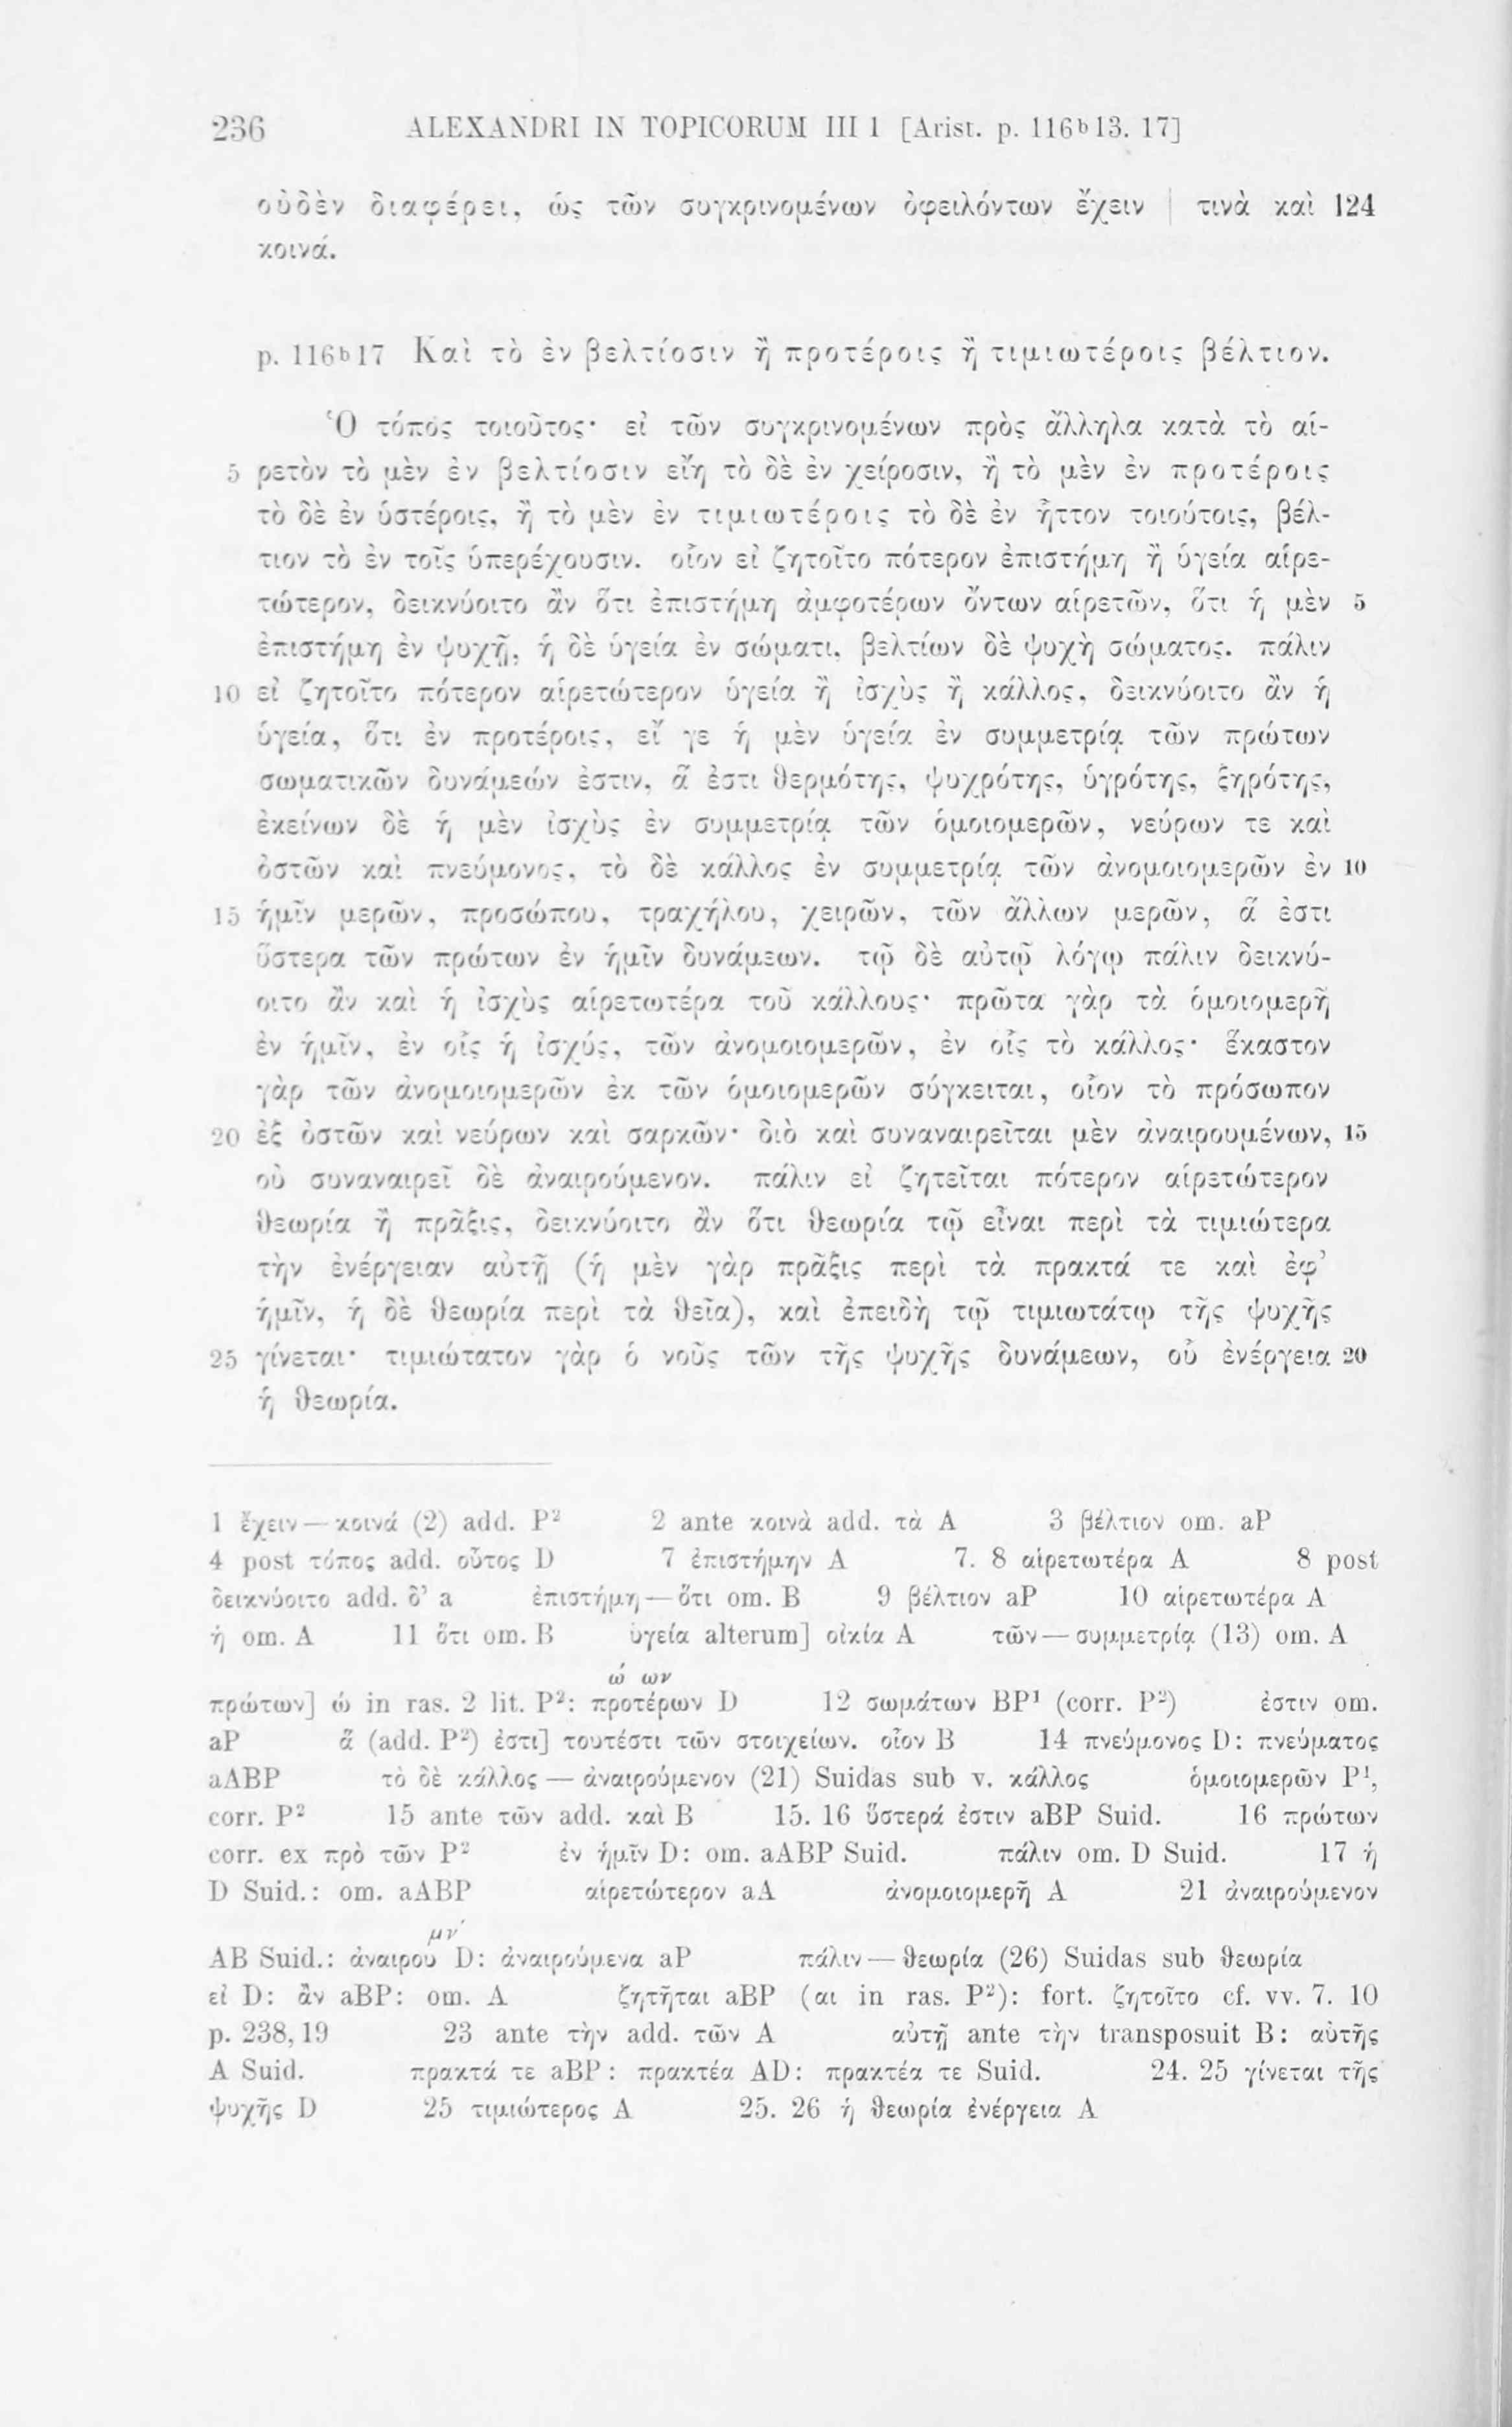 236 ALEXANDRI IN TOPICORUM III 1 [Arist. p. 116ᵇ13. 17]
οὐδὲν διαφέρει, ὡς τῶν συγκρινομένων ὀφειλόντων ἔχειν | τινὰ καὶ 124
κοινά.
p. 116ᵇ17 Καὶ τὸ ἐν βελτίοσιν ἢ προτέροις ἢ τιμιωτέροις βέλτιον.
Ὁ τόπος τοιοῦτος· εἰ τῶν συγκρινομένων πρὸς ἄλληλα κατὰ τὸ αἱ-
5 ρετὸν τὸ μὲν ἐν βελτίοσιν εἴη τὸ δὲ ἐν χείροσιν, ἢ τὸ μὲν ἐν προτέροις
τὸ δὲ ἐν ὑστέροις, ἢ τὸ μὲν ἐν τιμιωτέροις τὸ δὲ ἐν ἧττον τοιούτοις, βέλ-
τιον τὸ ἐν τοῖς ὑπερέχουσιν. οἷον εἰ ζητοῖτο πότερον ἐπιστήμη ἢ ὑγεία αἱρε-
τώτερον, δεικνύοιτο ἂν ὅτι ἐπιστήμη ἀμφοτέρων ὄντων αἱρετῶν, ὅτι ἡ μὲν 5
ἐπιστήμη ἐν ψυχῇ, ἡ δὲ ὑγεία ἐν σώματι, βελτίων δὲ ψυχὴ σώματος. πάλιν
10 εἰ ζητοῖτο πότερον αἱρετώτερον ὑγεία ἢ ἰσχὺς ἢ κάλλος, δεικνύοιτο ἂν ἡ
ὑγεία, ὅτι ἐν προτέροις, εἴ γε ἡ μὲν ὑγεία ἐν συμμετρίᾳ τῶν πρώτων
σωματικῶν δυνάμεών ἐστιν, ἅ ἐστι θερμότης, ψυχρότης, ὑγρότης, ξηρότης,
ἐκείνων δὲ ἡ μὲν ἰσχὺς ἐν συμμετρίᾳ τῶν ὁμοιομερῶν, νεύρων τε καὶ
ὀστῶν καὶ πνεύμονος, τὸ δὲ κάλλος ἐν συμμετρίᾳ τῶν ἀνομοιομερῶν ἐν 10
15 ἡμῖν μερῶν, προσώπου, τραχήλου, χειρῶν, τῶν ἄλλων μερῶν, ἅ ἐστι
ὕστερα τῶν πρώτων ἐν ἡμῖν δυνάμεων. τῷ δὲ αὐτῷ λόγῳ πάλιν δεικνύ-
οιτο ἂν καὶ ἡ ἰσχὺς αἱρετωτέρα τοῦ κάλλους· πρῶτα γὰρ τὰ ὁμοιομερῆ
ἐν ἡμῖν, ἐν οἷς ἡ ἰσχύς, τῶν ἀνομοιομερῶν, ἐν οἷς τὸ κάλλος· ἕκαστον
γὰρ τῶν ἀνομοιομερῶν ἐκ τῶν ὁμοιομερῶν σύγκειται, οἷον τὸ πρόσωπον
20 ἐξ ὀστῶν καὶ νεύρων καὶ σαρκῶν· διὸ καὶ συναναιρεῖται μὲν ἀναιρουμένων, 15
οὐ συναναιρεῖ δὲ ἀναιρούμενον. πάλιν εἰ ζητεῖται πότερον αἱρετώτερον
θεωρία ἢ πρᾶξις, δεικνύοιτο ἂν ὅτι θεωρία τῷ εἶναι περὶ τὰ τιμιώτερα
τὴν ἐνέργειαν αὐτῇ (ἡ μὲν γὰρ πρᾶξις περὶ τὰ πρακτά τε καὶ ἐφ’
ἡμῖν, ἡ δὲ θεωρία περὶ τὰ θεῖα), καὶ ἐπειδὴ τῷ τιμιωτάτῳ τῆς ψυχῆς
25 γίνεται· τιμιώτατον γὰρ ὁ νοῦς τῶν τῆς ψυχῆς δυνάμεων, οὗ ἐνέργεια 20
ἡ θεωρία.
1 ἔχειν — κοινά (2) add. P² 2 ante κοινὰ add. τὰ A 3 βέλτιον om. aP
4 post τόπος add. οὗτος D 7 ἐπιστήμην A 7. 8 αἱρετωτέρα A 8 post
δεικνύοιτο add. δ’ a ἐπιστήμη — ὅτι om. B 9 βέλτιον aP 10 αἱρετωτέρα A
ἡ om. A 11 ὅτι om. B ὑγεία alterum] οἰκία A τῶν — συμμετρίᾳ (13) om. A
ώ ων
πρώτων] ώ in ras. 2 lit. P²: προτέρων D 12 σωμάτων BP¹ (corr. P²) ἐστιν om.
aP ἅ (add. P²) ἐστι] τουτέστι τῶν στοιχείων. οἷον B 14 πνεύμονος D: πνεύματος
aABP τὸ δὲ κάλλος — ἀναιρούμενον (21) Suidas sub v. κάλλος ὁμοιομερῶν P¹,
corr. P² 15 ante τῶν add. καὶ B 15. 16 ὕστερά ἐστιν aBP Suid. 16 πρώτων
corr. ex πρὸ τῶν P² ἐν ἡμῖν D: om. aABP Suid. πάλιν om. D Suid. 17 ἡ
D Suid.: om. aABP αἱρετώτερον aA ἀνομοιομερῆ A 21 ἀναιρούμενον
μν
AB Suid.: ἀναιρου D: ἀναιρούμενα aP πάλιν — θεωρία (26) Suidas sub θεωρία
εἰ D: ἂν aBP: om. A ζητῆται aBP (αι in ras. P²): fort. ζητοῖτο cf. vv. 7. 10
p. 238,19 23 ante τὴν add. τῶν A αὐτῇ ante τὴν transposuit B: αὐτῆς
A Suid. πρακτά τε aBP: πρακτέα AD: πρακτέα τε Suid. 24. 25 γίνεται τῆς
ψυχῆς D 25 τιμιώτερος A 25. 26 ἡ θεωρία ἐνέργεια A